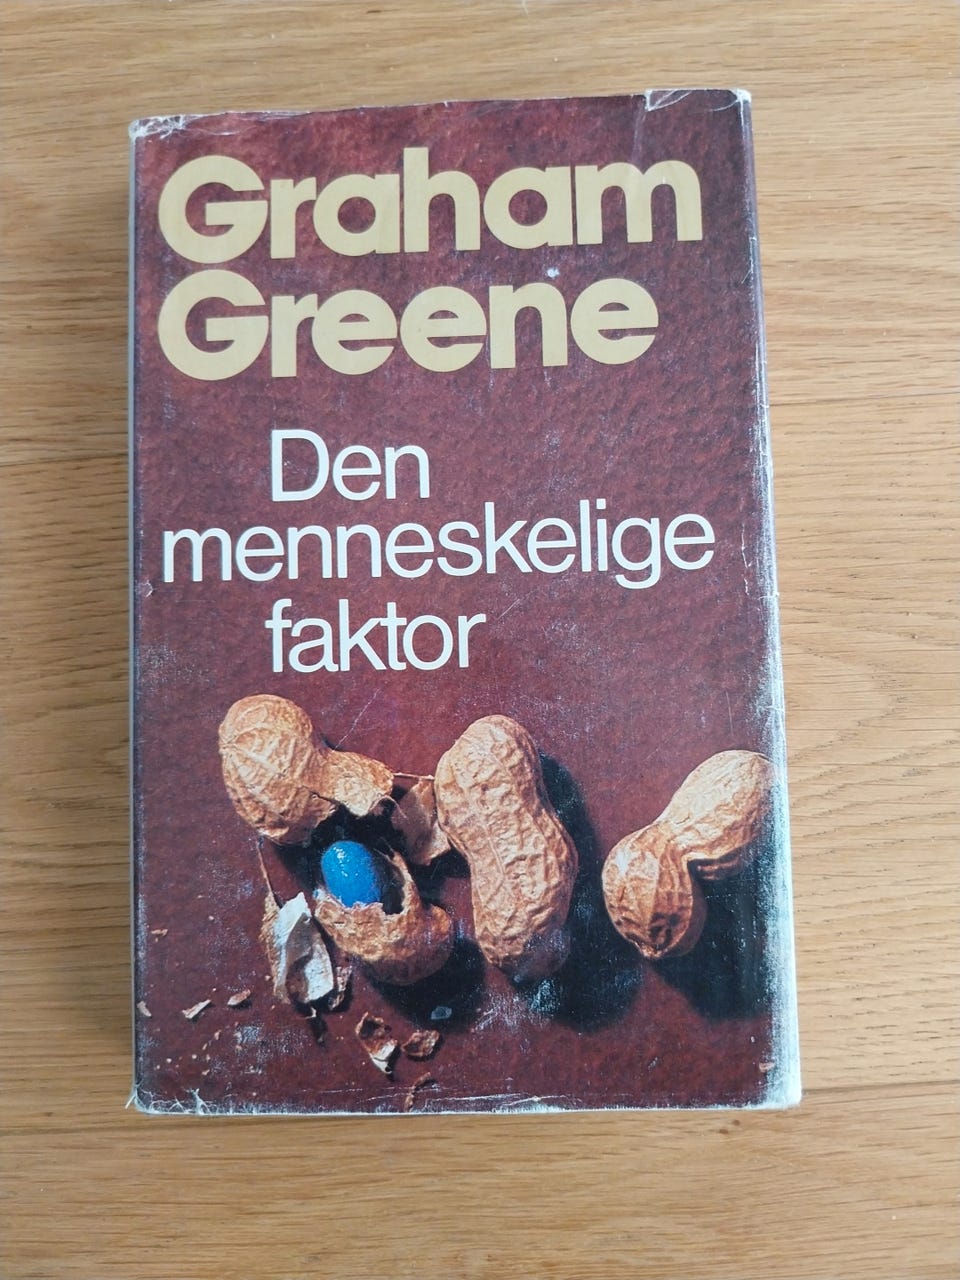 Graham
Greene
Den
menneskelige
faktor